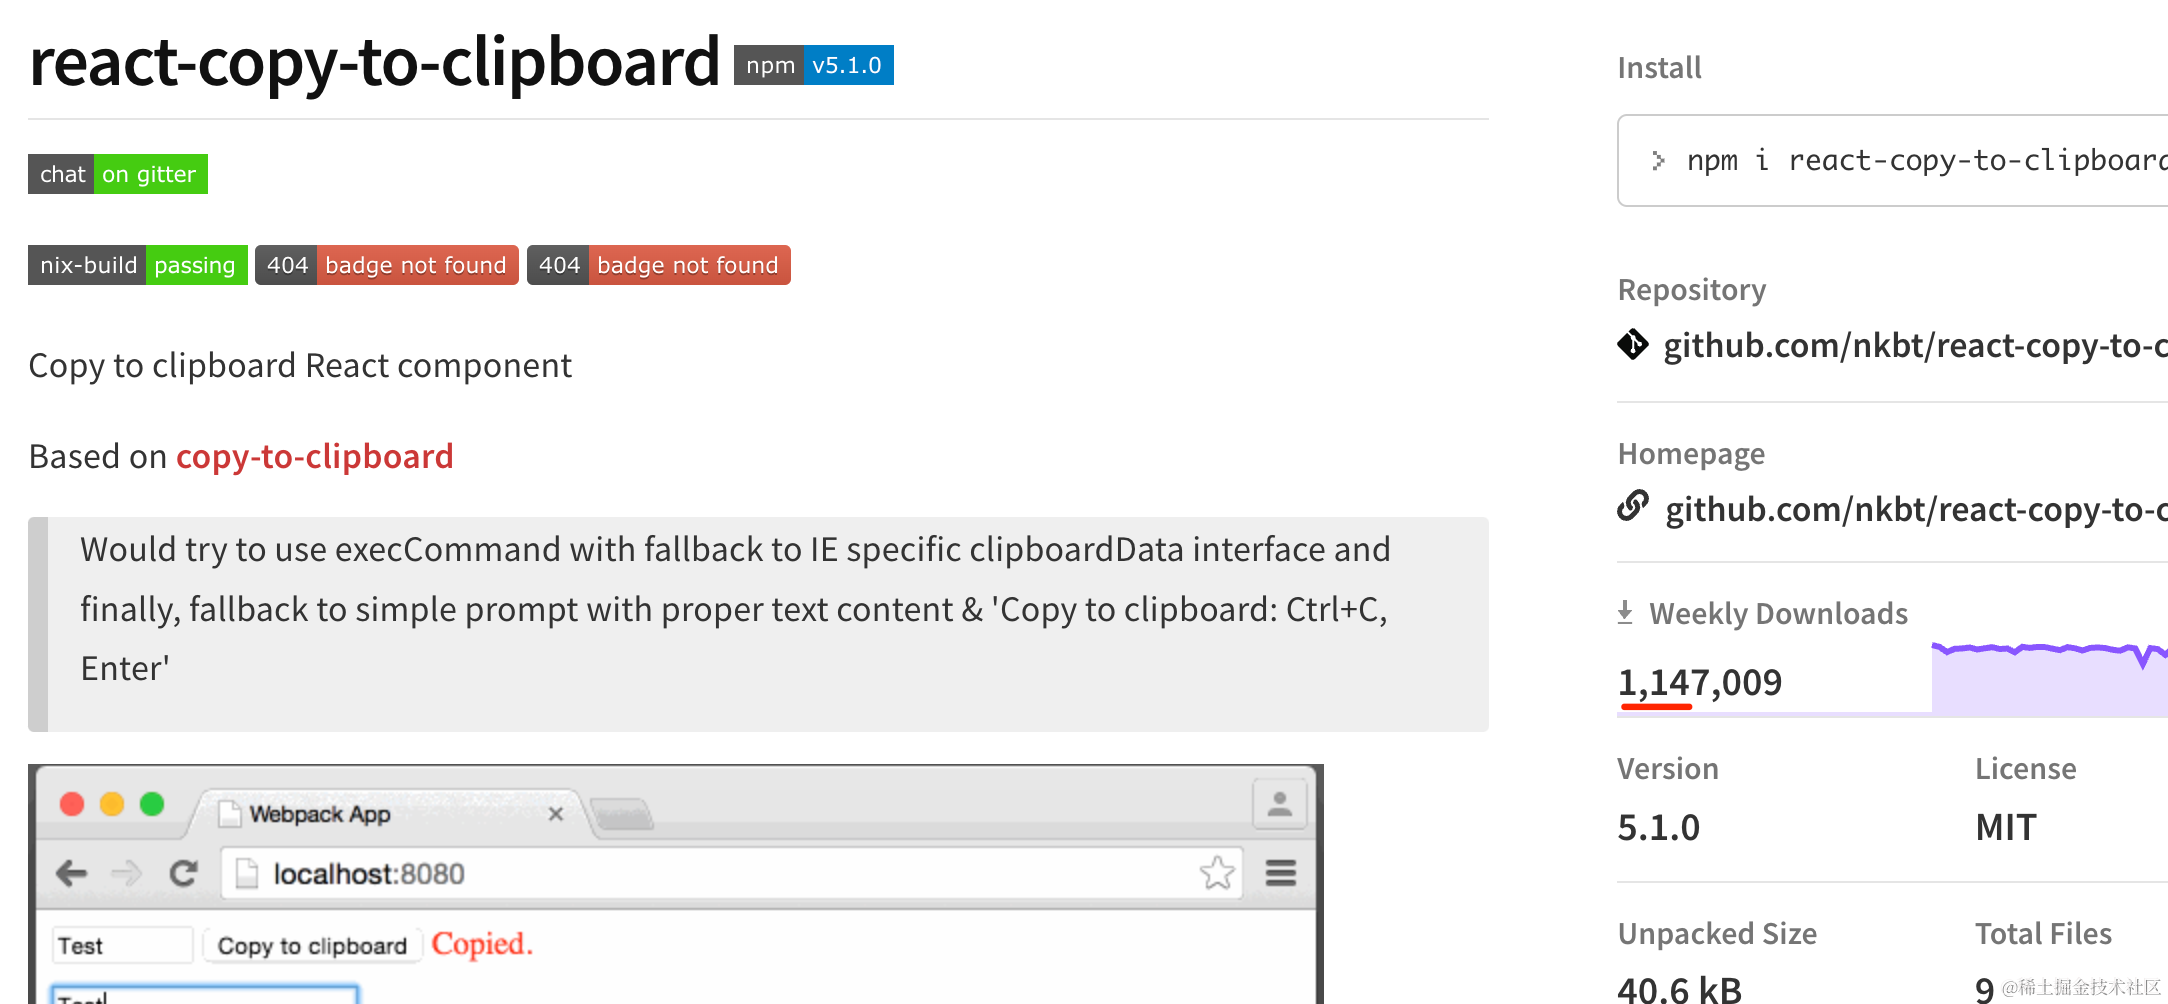 react-copy-to-clipboard npm v5.1.0
chat on gitter
nix-build passing 404 badge not found 404 badge not found
Copy to clipboard React component
Based on copy-to-clipboard
Would try to use execCommand with fallback to IE specific clipboardData interface and
finally, fallback to simple prompt with proper text content & 'Copy to clipboard: Ctrl+C,
Enter'
Webpack App
localhost:8080
Test Copy to clipboard Copied.
Test
Install
npm i react-copy-to-clipboard
Repository
github.com/nkbt/react-copy-to-c
Homepage
github.com/nkbt/react-copy-to-c
Weekly Downloads
1,147,009
Version License
5.1.0 MIT
Unpacked Size Total Files
40.6 kB 9
@稀土掘金技术社区